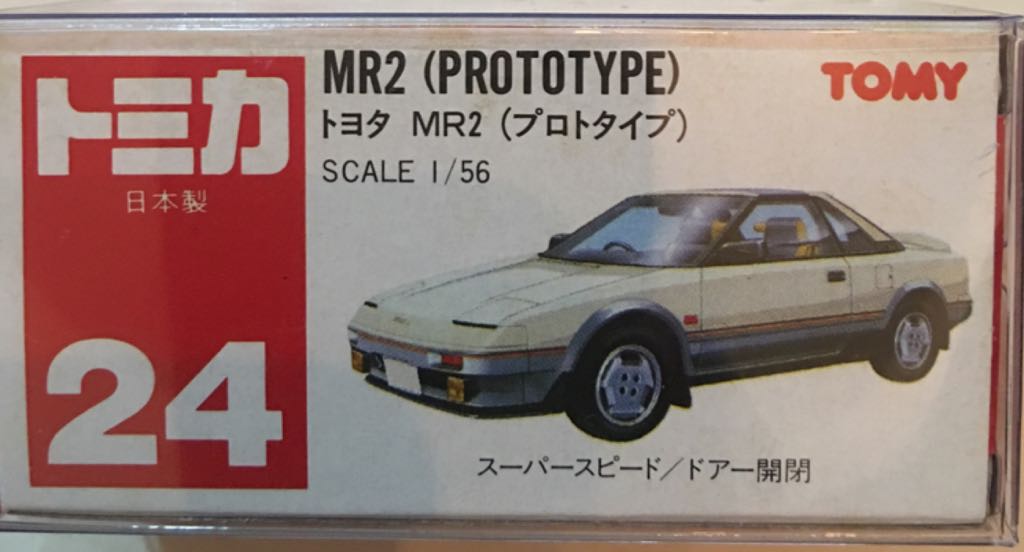 トミカ
日本製
24
MR2 (PROTOTYPE)
トヨタ MR2 (プロトタイプ)
SCALE 1/56
TOMY
スーパースピード/ドアー開閉